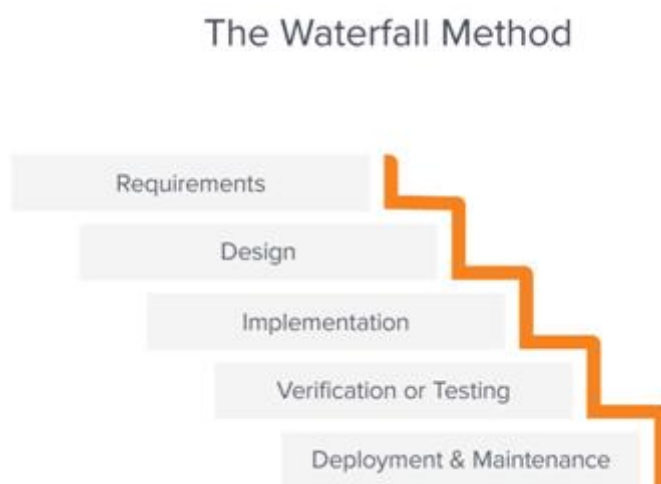 The Waterfall Method
Requirements
Design
Implementation
Verification or Testing
Deployment & Maintenance